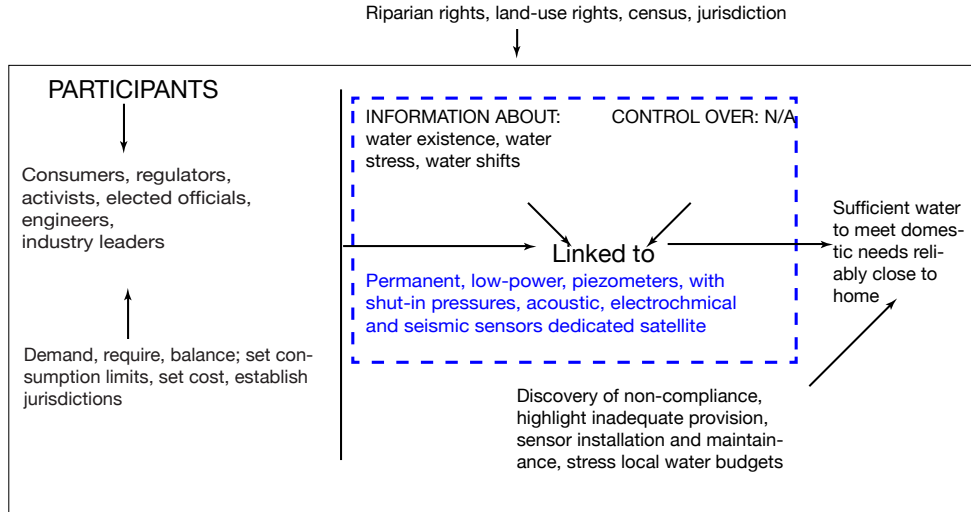 Riparian rights, land-use rights, census, jurisdiction
PARTICIPANTS
Consumers, regulators,
activists, elected officials,
engineers,
industry leaders
Demand, require, balance; set con-
sumption limits, set cost, establish
jurisdictions
INFORMATION ABOUT:
water existence, water
stress, water shifts
CONTROL OVER: N/A
Linked to
Permanent, low-power, piezometers, with
shut-in pressures, acoustic, electrochmical
and seismic sensors dedicated satellite
Sufficient water
to meet domes-
tic needs reli-
ably close to
home
Discovery of non-compliance,
highlight inadequate provision,
sensor installation and maintain-
ance, stress local water budgets